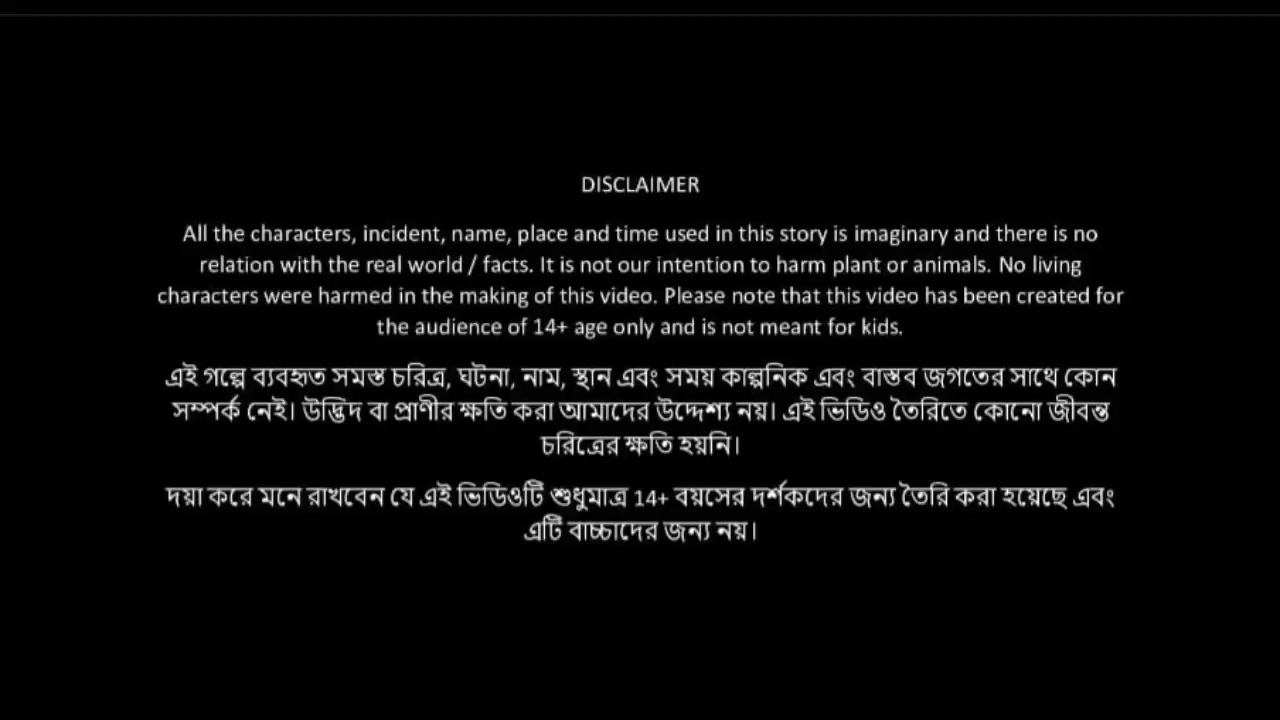 DISCLAIMER
All the characters, incident, name, place and time used in this story is imaginary and there is no
relation with the real world / facts. It is not our intention to harm plant or animals. No living
characters were harmed in the making of this video. Please note that this video has been created for
the audience of 14+ age only and is not meant for kids.
এই গল্পে ব্যবহৃত সমস্ত চরিত্র, ঘটনা, নাম, স্থান এবং সময় কাল্পনিক এবং বাস্তব জগতের সাথে কোন
সম্পর্ক নেই। উদ্ভিদ বা প্রাণীর ক্ষতি করা আমাদের উদ্দেশ্য নয়। এই ভিডিও তৈরিতে কোনো জীবন্ত
চরিত্রের ক্ষতি হয়নি।
দয়া করে মনে রাখবেন যে এই ভিডিওটি শুধুমাত্র 14+ বয়সের দর্শকদের জন্য তৈরি করা হয়েছে এবং
এটি বাচ্চাদের জন্য নয়।